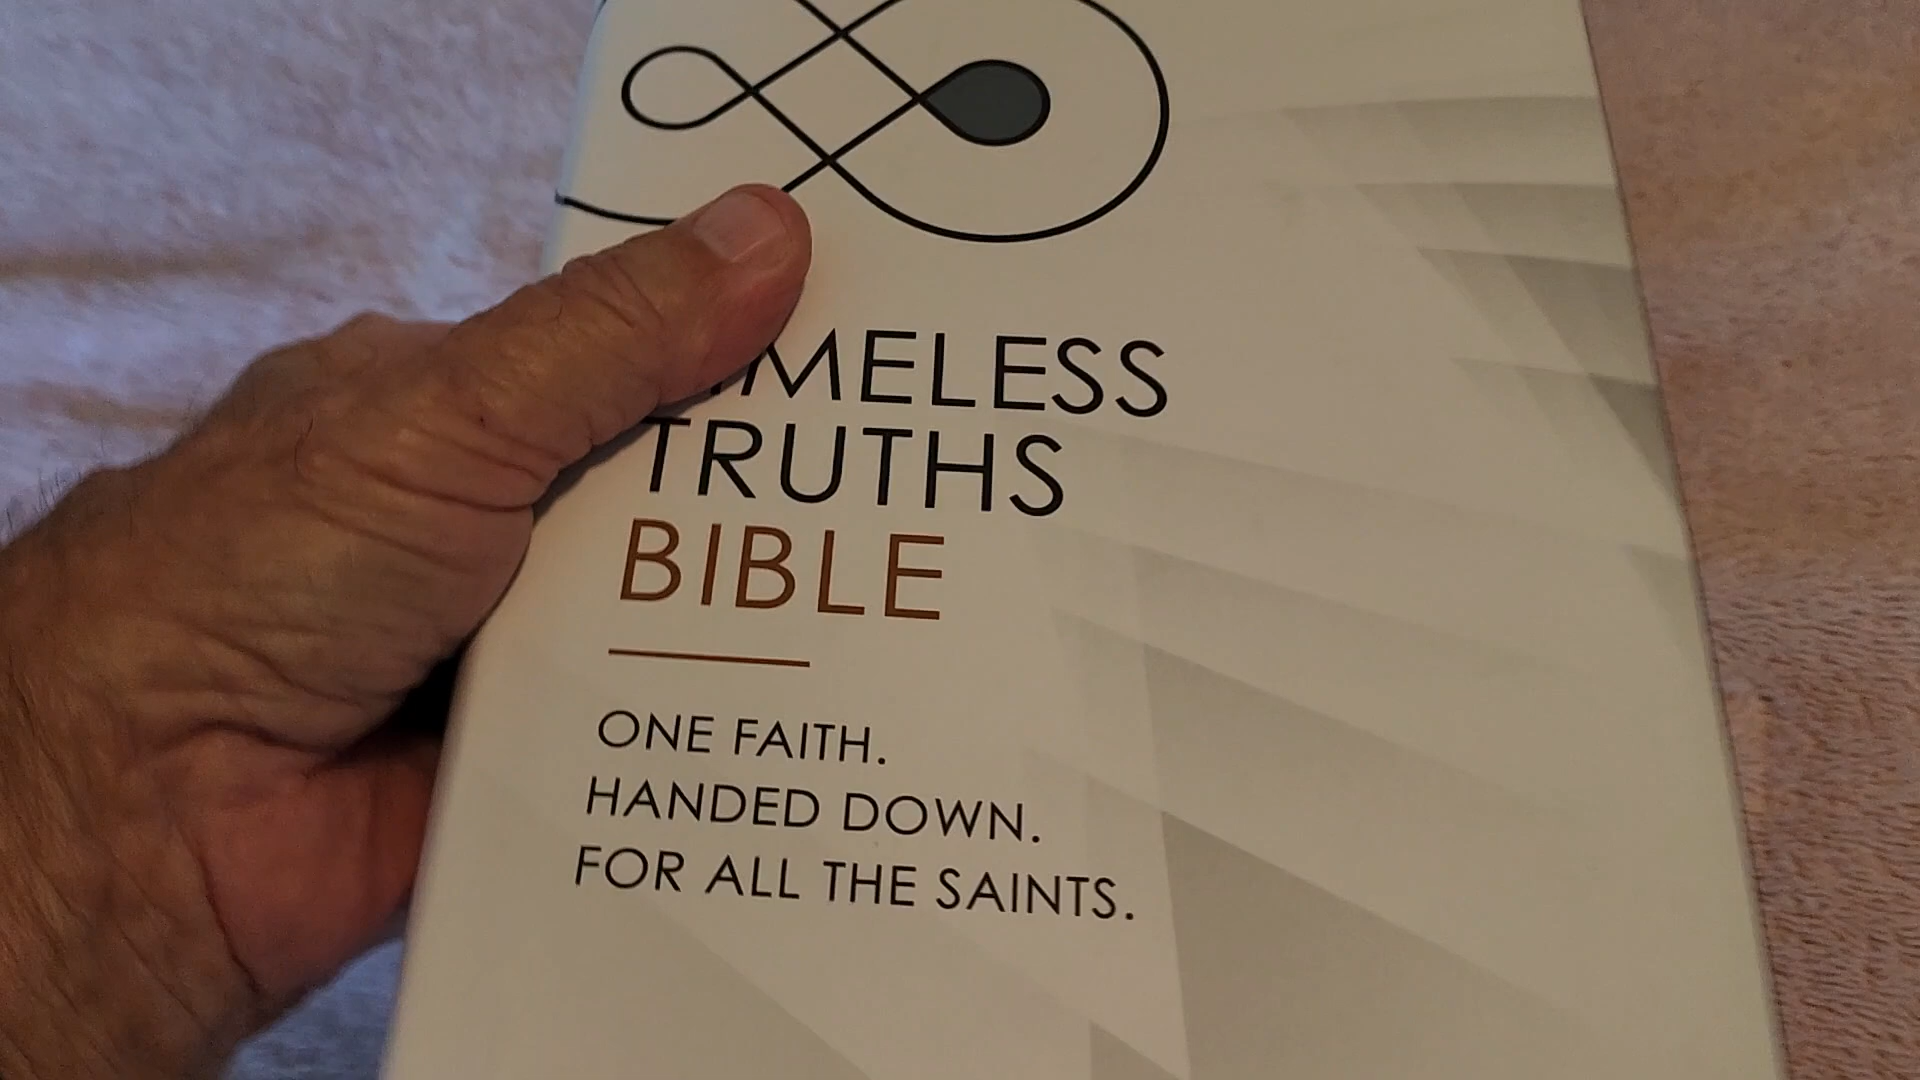 IMELESS
TRUTHS
BIBLE
ONE FAITH.
HANDED DOWN.
FOR ALL THE SAINTS.